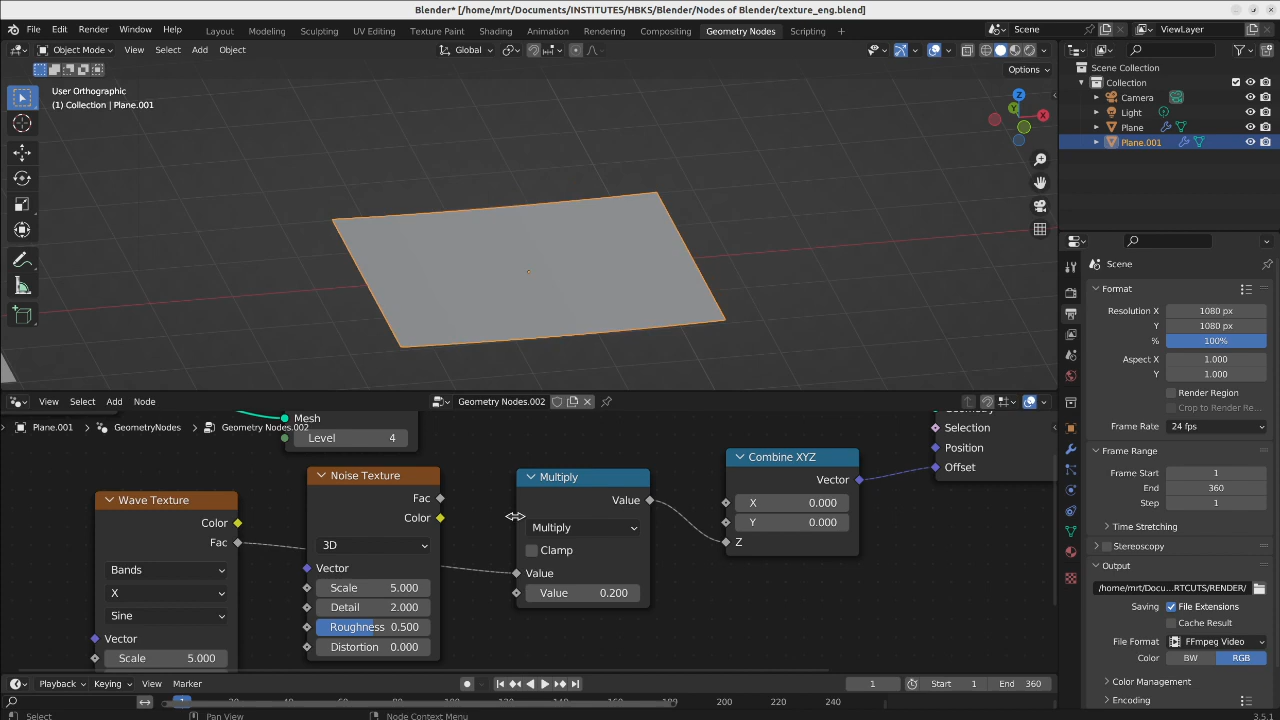 Blender* [/home/mrt/Documents/INSTITUTES/HBKS/Blender/Nodes of Blender/texture_eng.blend]
File Edit Render Window Help Layout Modeling Sculpting UV Editing Texture Paint Shading Animation Rendering Compositing Geometry Nodes Scripting + Scene ViewLayer
Object Mode View Select Add Object Global
Options
User Orthographic
(1) Collection | Plane.001
Z
Y
X
Scene Collection
Collection
Camera
Light
Plane
Plane.001
Scene
Format
Resolution X 1080 px
Y 1080 px
% 100%
Aspect X 1.000
Y 1.000
Render Region
Crop to Render Re...
Frame Rate 24 fps
Frame Range
Frame Start 1
End 360
Step 1
Time Stretching
Stereoscopy
Output
/home/mrt/Docu...RTCUTS/RENDER/
Saving File Extensions
Cache Result
File Format FFmpeg Video
Color BW RGB
Color Management
Encoding
View Select Add Node Geometry Nodes.002
Plane.001 GeometryNodes Geometry Nodes.002
Mesh
Level 4
Wave Texture
Color
Fac
Bands
X
Sine
Vector
Scale 5.000
Noise Texture
Fac
Color
3D
Vector
Scale 5.000
Detail 2.000
Roughness 0.500
Distortion 0.000
Multiply
Value
Multiply
Clamp
Value
Value 0.200
Combine XYZ
Vector
X 0.000
Y 0.000
Z
Selection
Position
Offset
Playback Keying View Marker 1 Start 1 End 360
1 20 40 60 80 100 120 140 160 180 200 220 240
Select Pan View Node Context Menu 3.5.1